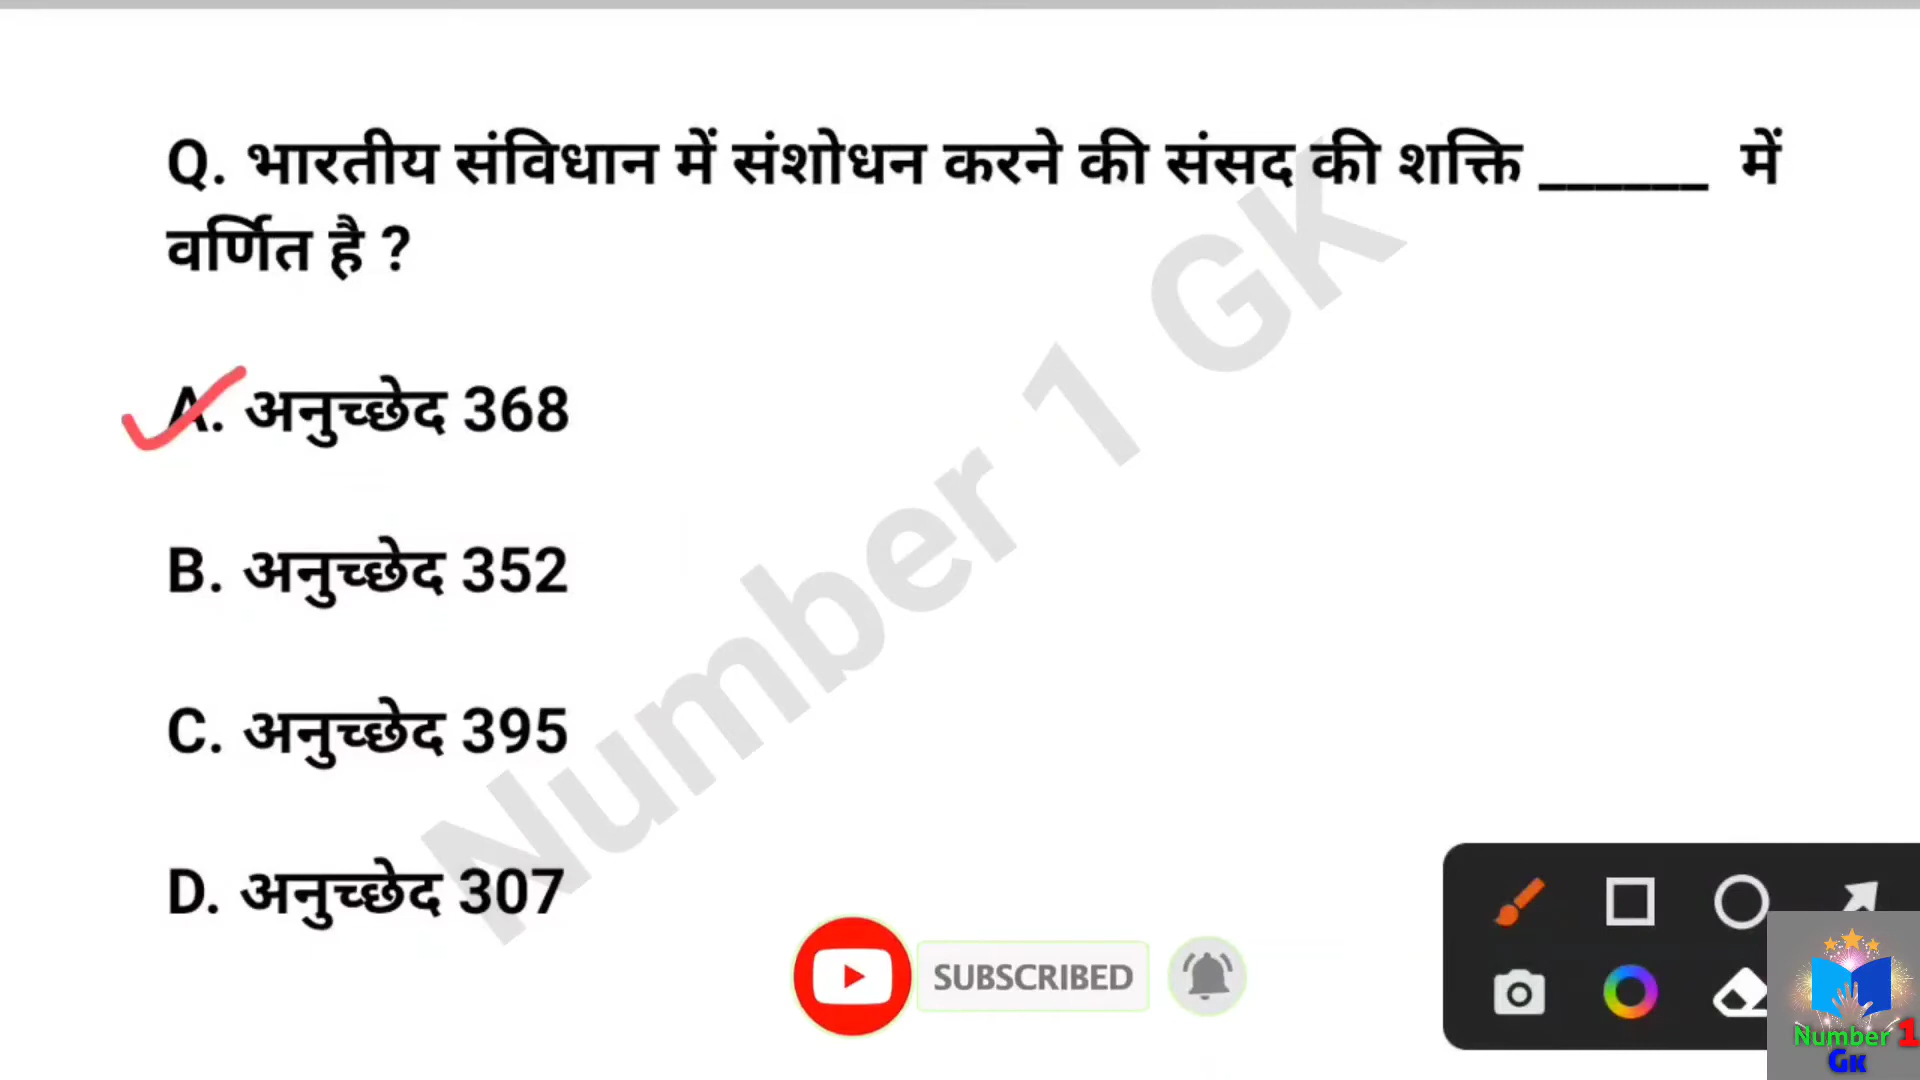 Q. भारतीय संविधान में संशोधन करने की संसद की शक्ति ______ में
वर्णित है ?
A. अनुच्छेद 368
B. अनुच्छेद 352
C. अनुच्छेद 395
D. अनुच्छेद 307
Number 1 GK
SUBSCRIBED
Number 1
GK